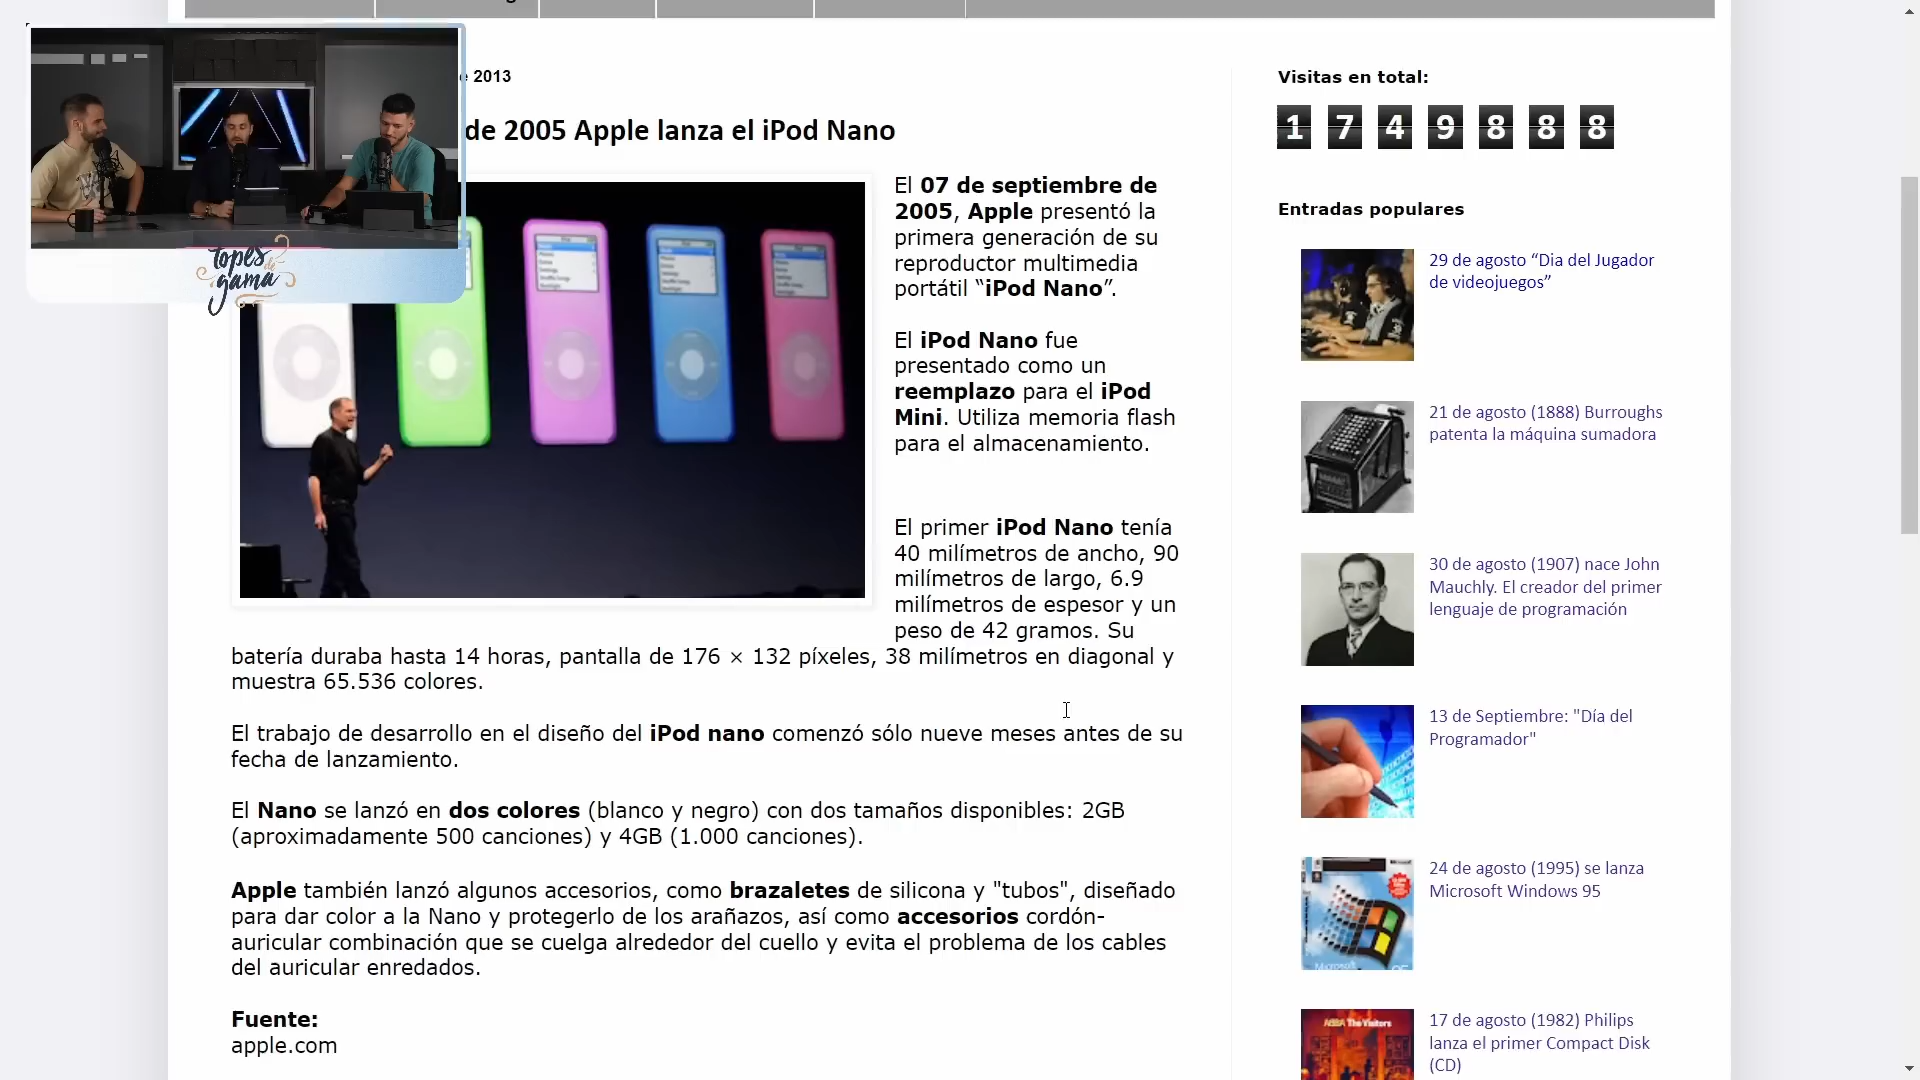 e 2013
de 2005 Apple lanza el iPod Nano
topes
de
gama
El 07 de septiembre de
2005, Apple presentó la
primera generación de su
reproductor multimedia
portátil “iPod Nano”.
El iPod Nano fue
presentado como un
reemplazo para el iPod
Mini. Utiliza memoria flash
para el almacenamiento.
El primer iPod Nano tenía
40 milímetros de ancho, 90
milímetros de largo, 6.9
milímetros de espesor y un
peso de 42 gramos. Su
batería duraba hasta 14 horas, pantalla de 176 × 132 píxeles, 38 milímetros en diagonal y
muestra 65.536 colores.
El trabajo de desarrollo en el diseño del iPod nano comenzó sólo nueve meses antes de su
fecha de lanzamiento.
El Nano se lanzó en dos colores (blanco y negro) con dos tamaños disponibles: 2GB
(aproximadamente 500 canciones) y 4GB (1.000 canciones).
Apple también lanzó algunos accesorios, como brazaletes de silicona y "tubos", diseñado
para dar color a la Nano y protegerlo de los arañazos, así como accesorios cordón-
auricular combinación que se cuelga alrededor del cuello y evita el problema de los cables
del auricular enredados.
Fuente:
apple.com
Visitas en total:
1 7 4 9 8 8 8
Entradas populares
29 de agosto “Dia del Jugador
de videojuegos”
21 de agosto (1888) Burroughs
patenta la máquina sumadora
30 de agosto (1907) nace John
Mauchly. El creador del primer
lenguaje de programación
13 de Septiembre: "Día del
Programador"
24 de agosto (1995) se lanza
Microsoft Windows 95
17 de agosto (1982) Philips
lanza el primer Compact Disk
(CD)
ABBA The Visitors